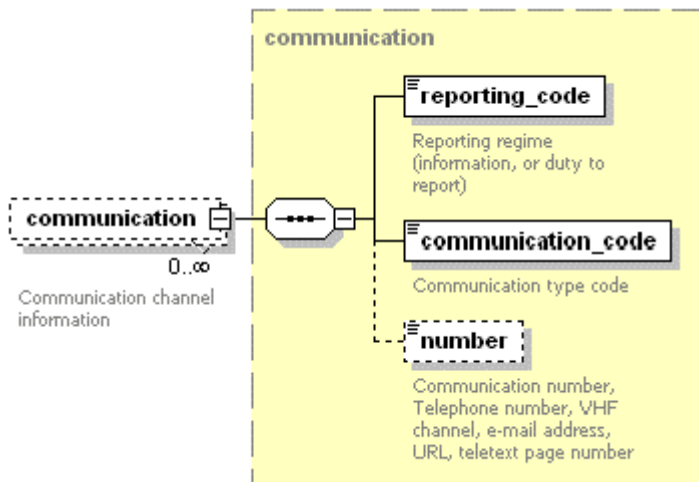 communication
reporting_code
Reporting regime
(information, or duty to
report)
communication
0..∞
Communication channel
information
communication_code
Communication type code
number
Communication number,
Telephone number, VHF
channel, e-mail address,
URL, teletext page number